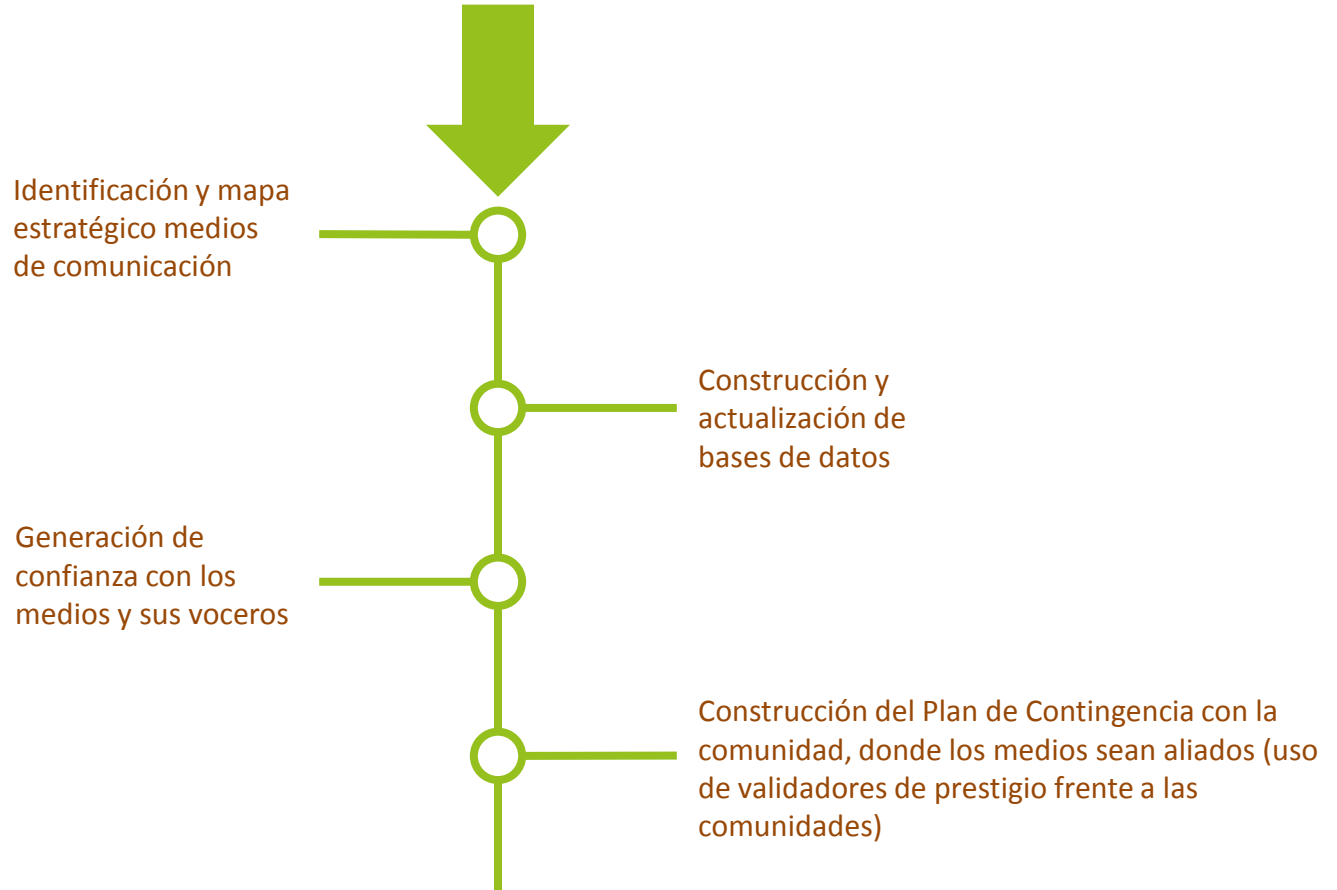 Identificación y mapa
estratégico medios
de comunicación
Construcción y
actualización de
bases de datos
Generación de
confianza con los
medios y sus voceros
Construcción del Plan de Contingencia con la
comunidad, donde los medios sean aliados (uso
de validadores de prestigio frente a las
comunidades)